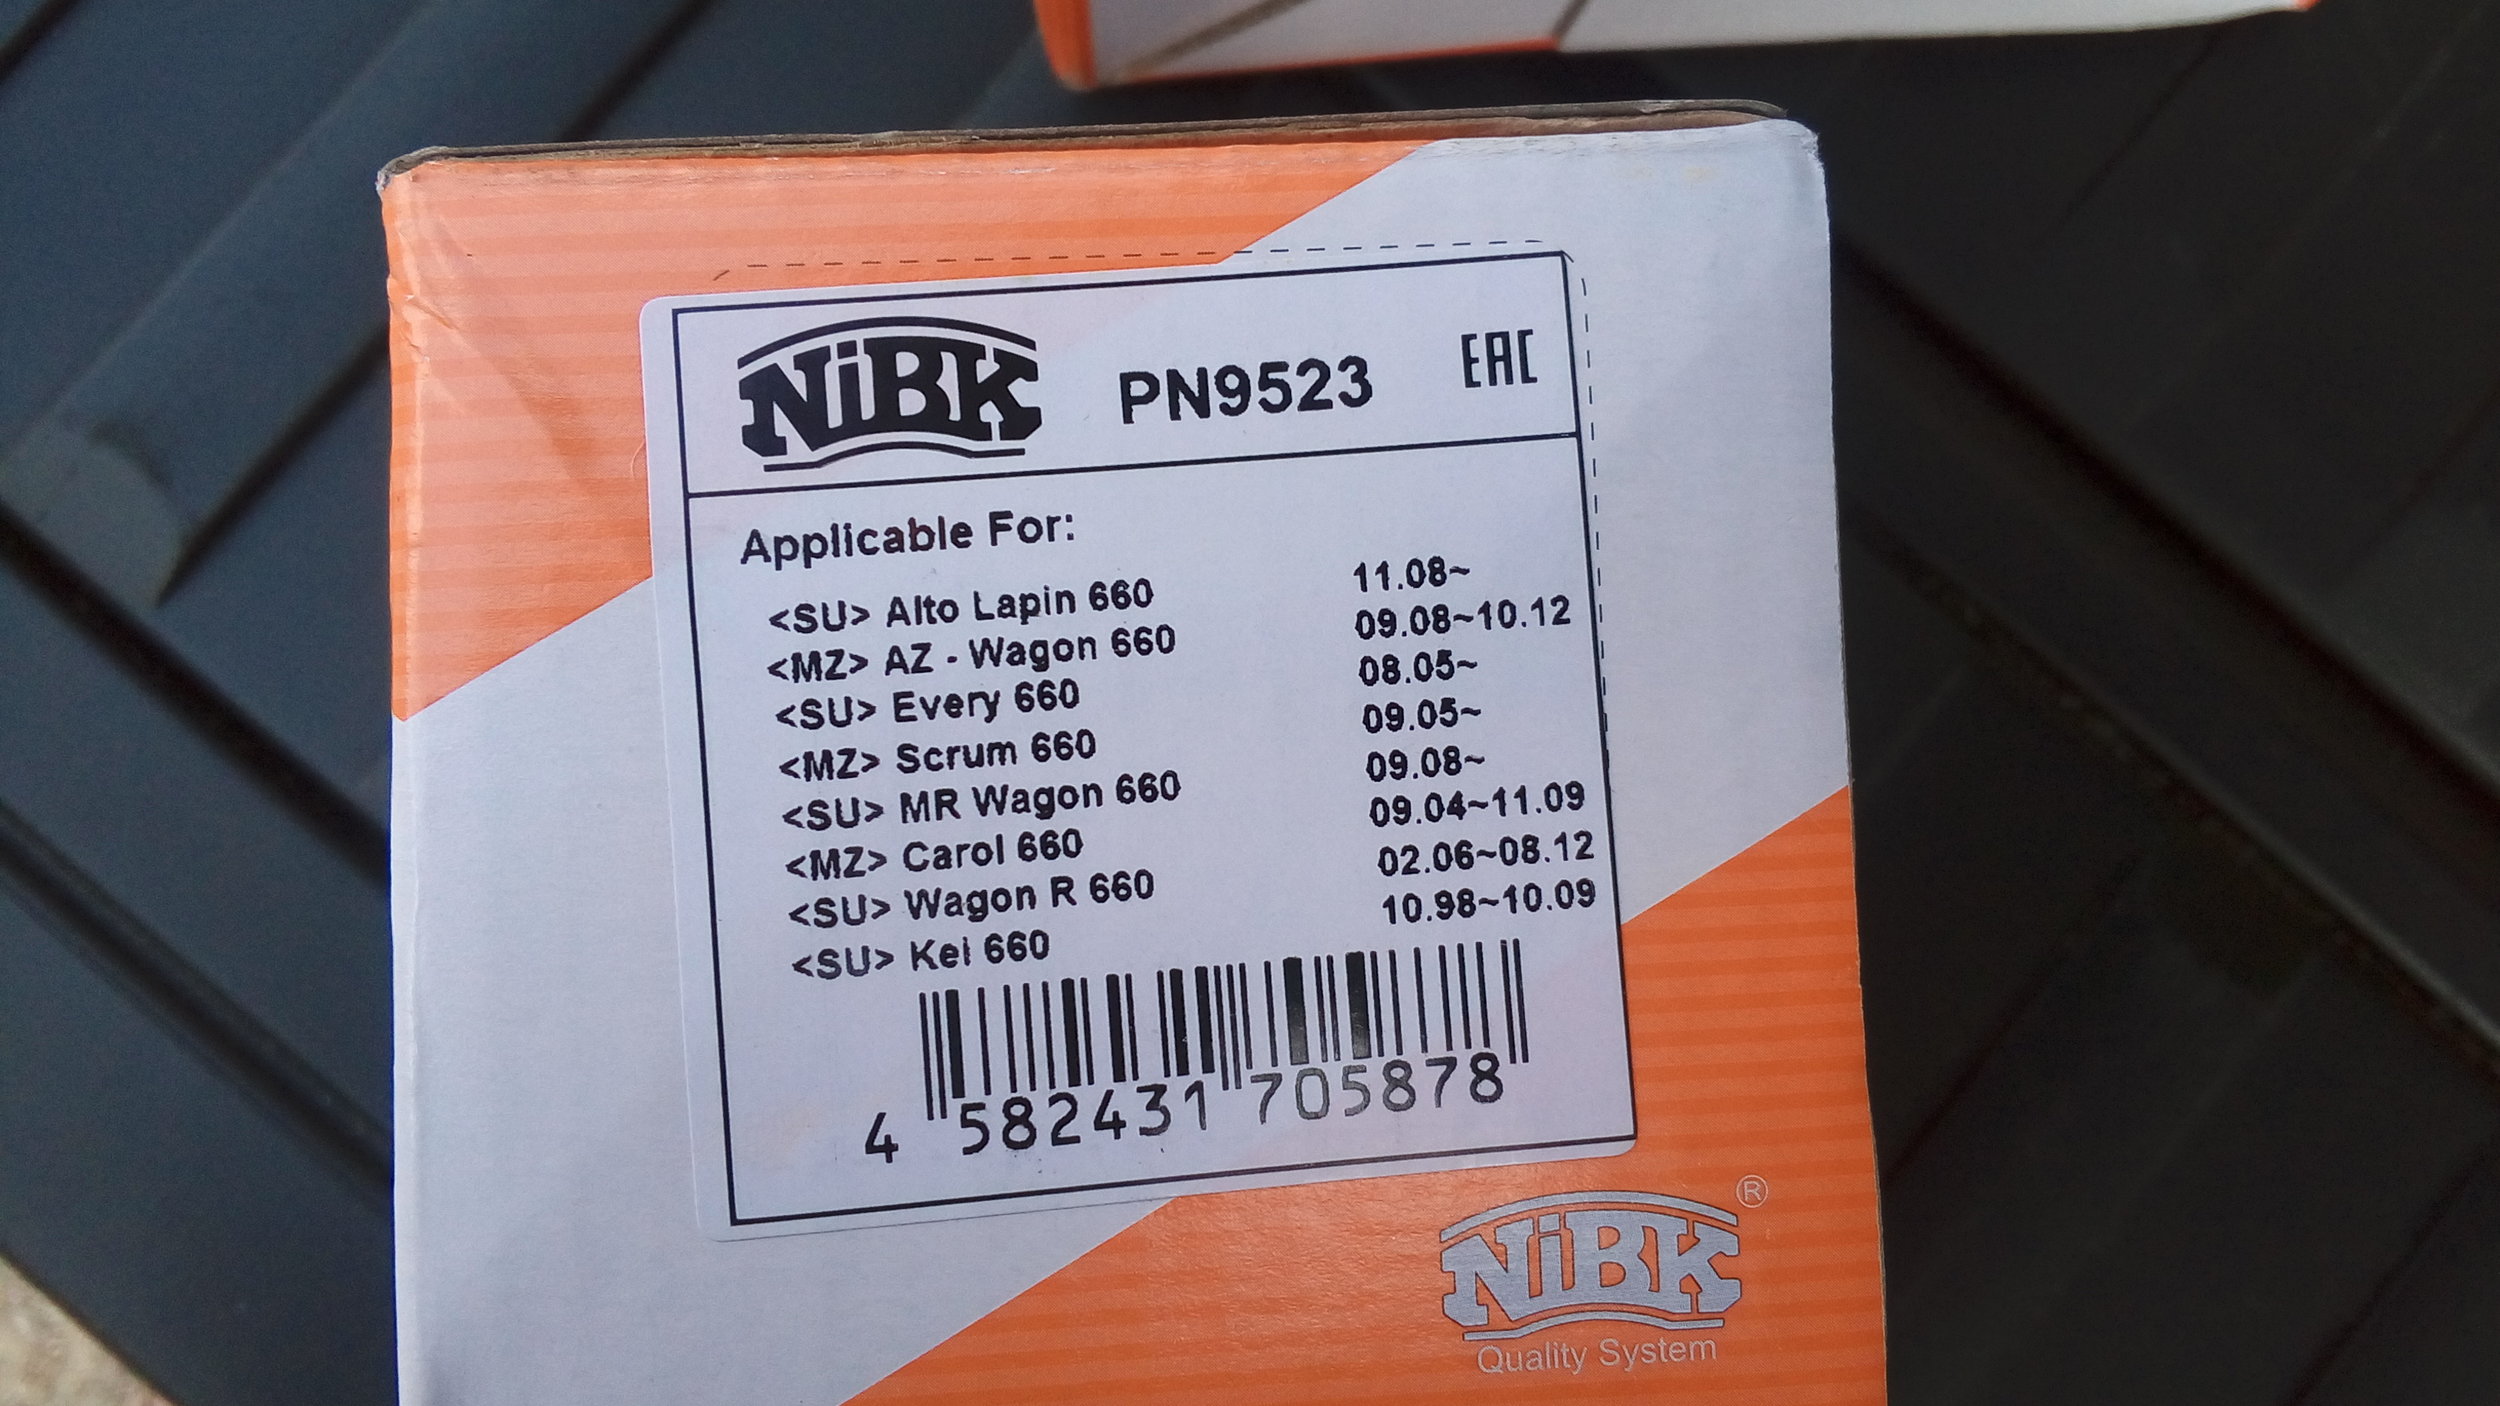 NiBK PN9523 EAC
Applicable For:
<SU> Alto Lapin 660 11.08~
<MZ> AZ - Wagon 660 09.08~10.12
<SU> Every 660 08.05~
<MZ> Scrum 660 09.05~
<SU> MR Wagon 660 09.08~
<MZ> Carol 660 09.04~11.09
<SU> Wagon R 660 02.06~08.12
<SU> Kei 660 10.98~10.09
4 582431 705878
NiBK ®
Quality System